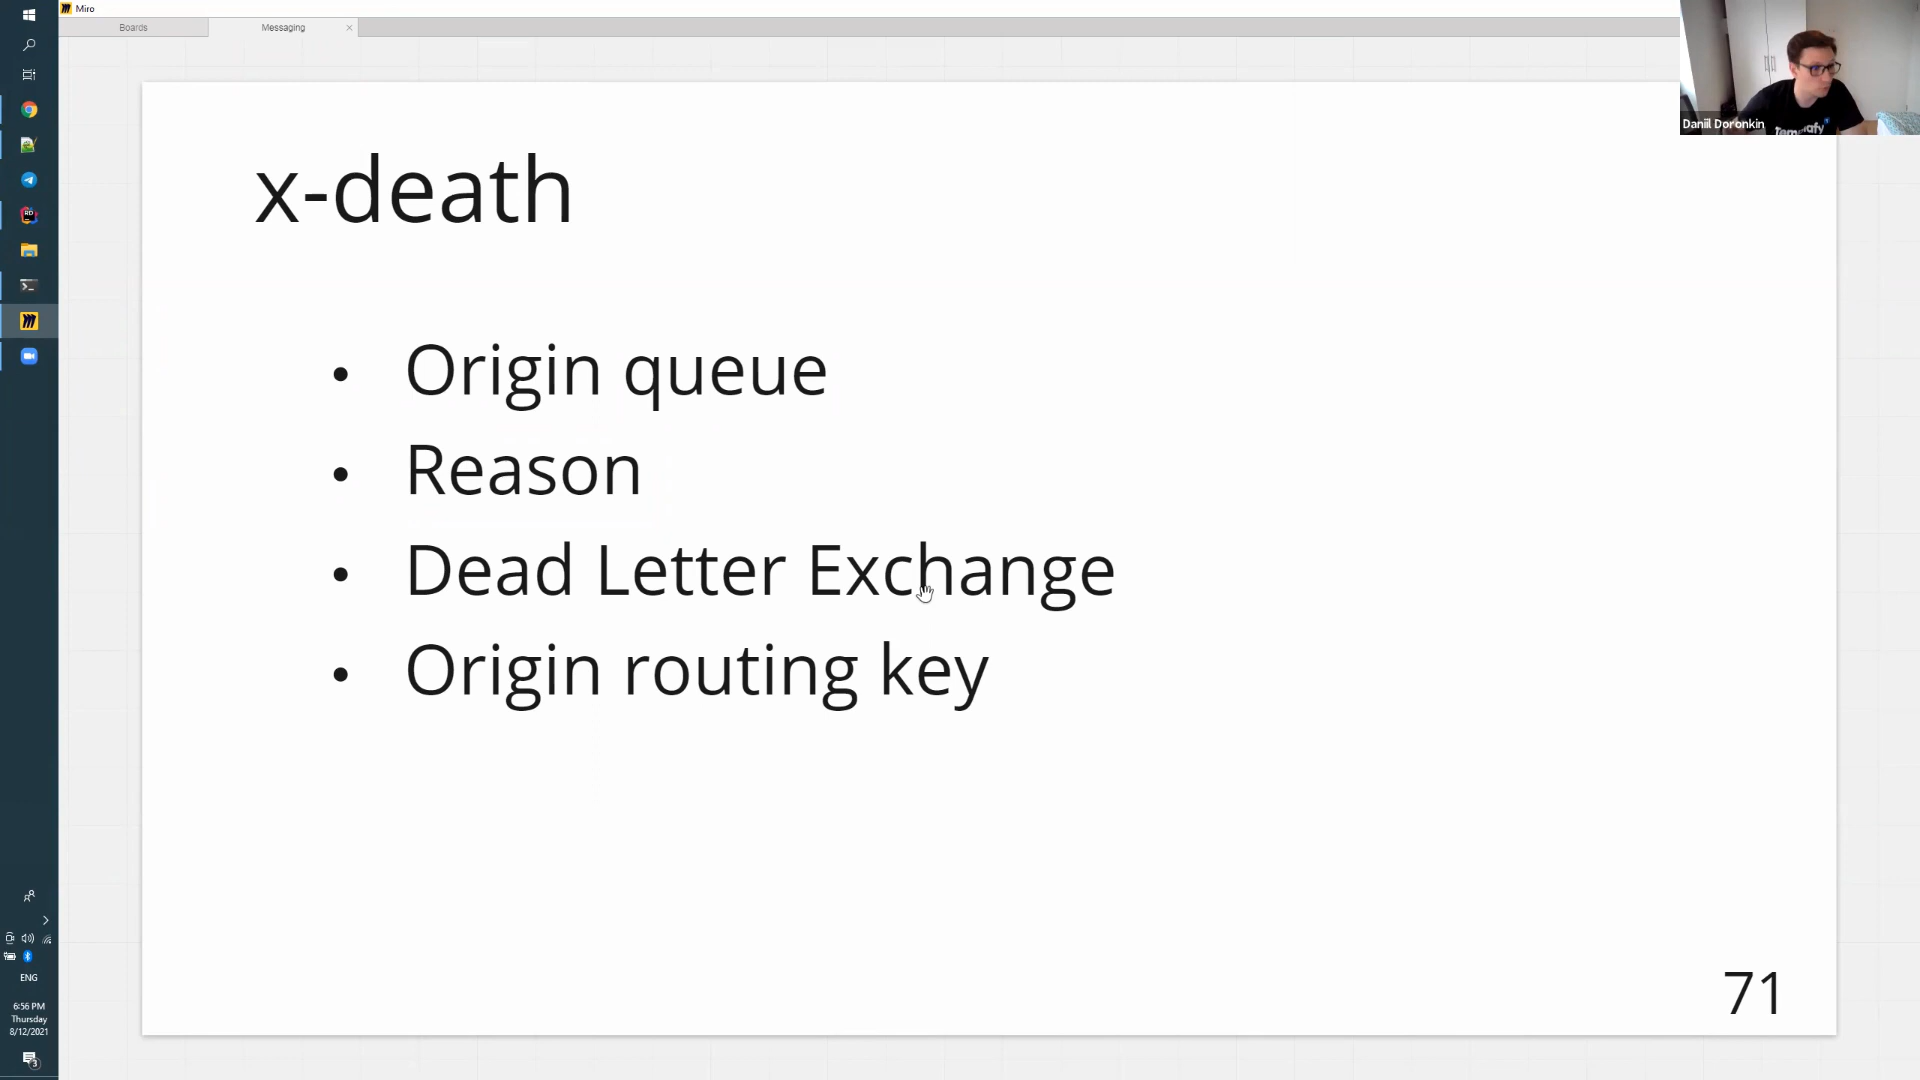 Miro
Boards
Messaging
Daniil Doronkin
x-death
• Origin queue
• Reason
• Dead Letter Exchange
• Origin routing key
71
ENG
6:56 PM
Thursday
8/12/2021
3